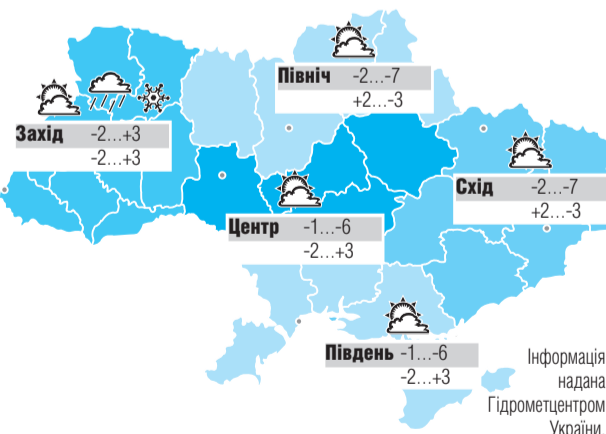 Північ -2...-7
+2...-3
Захід -2...+3
-2...+3
Схід -2...-7
+2...-3
Центр -1...-6
-2...+3
Південь -1...-6
-2...+3
Інформація
надана
Гідрометцентром
України.